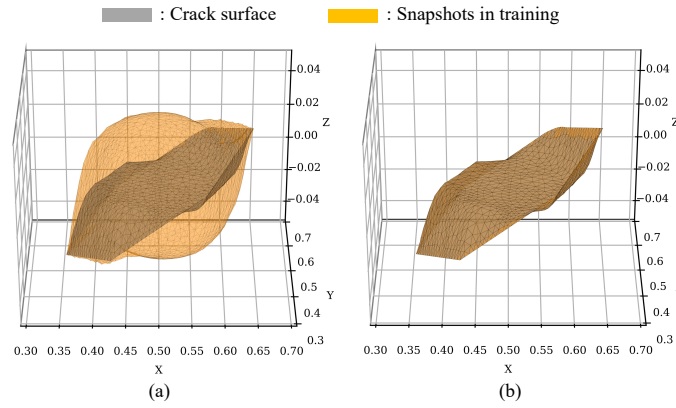 : Crack surface : Snapshots in training
0.04 0.04
0.02 0.02
Z Z
0.00 0.00
−0.02 −0.02
−0.04 −0.04
0.7 0.7
0.6 0.6
0.5 Y 0.5
0.4 0.4
0.3 0.3
0.30 0.35 0.40 0.45 0.50 0.55 0.60 0.65 0.70 0.30 0.35 0.40 0.45 0.50 0.55 0.60 0.65 0.70
X X
(a) (b)